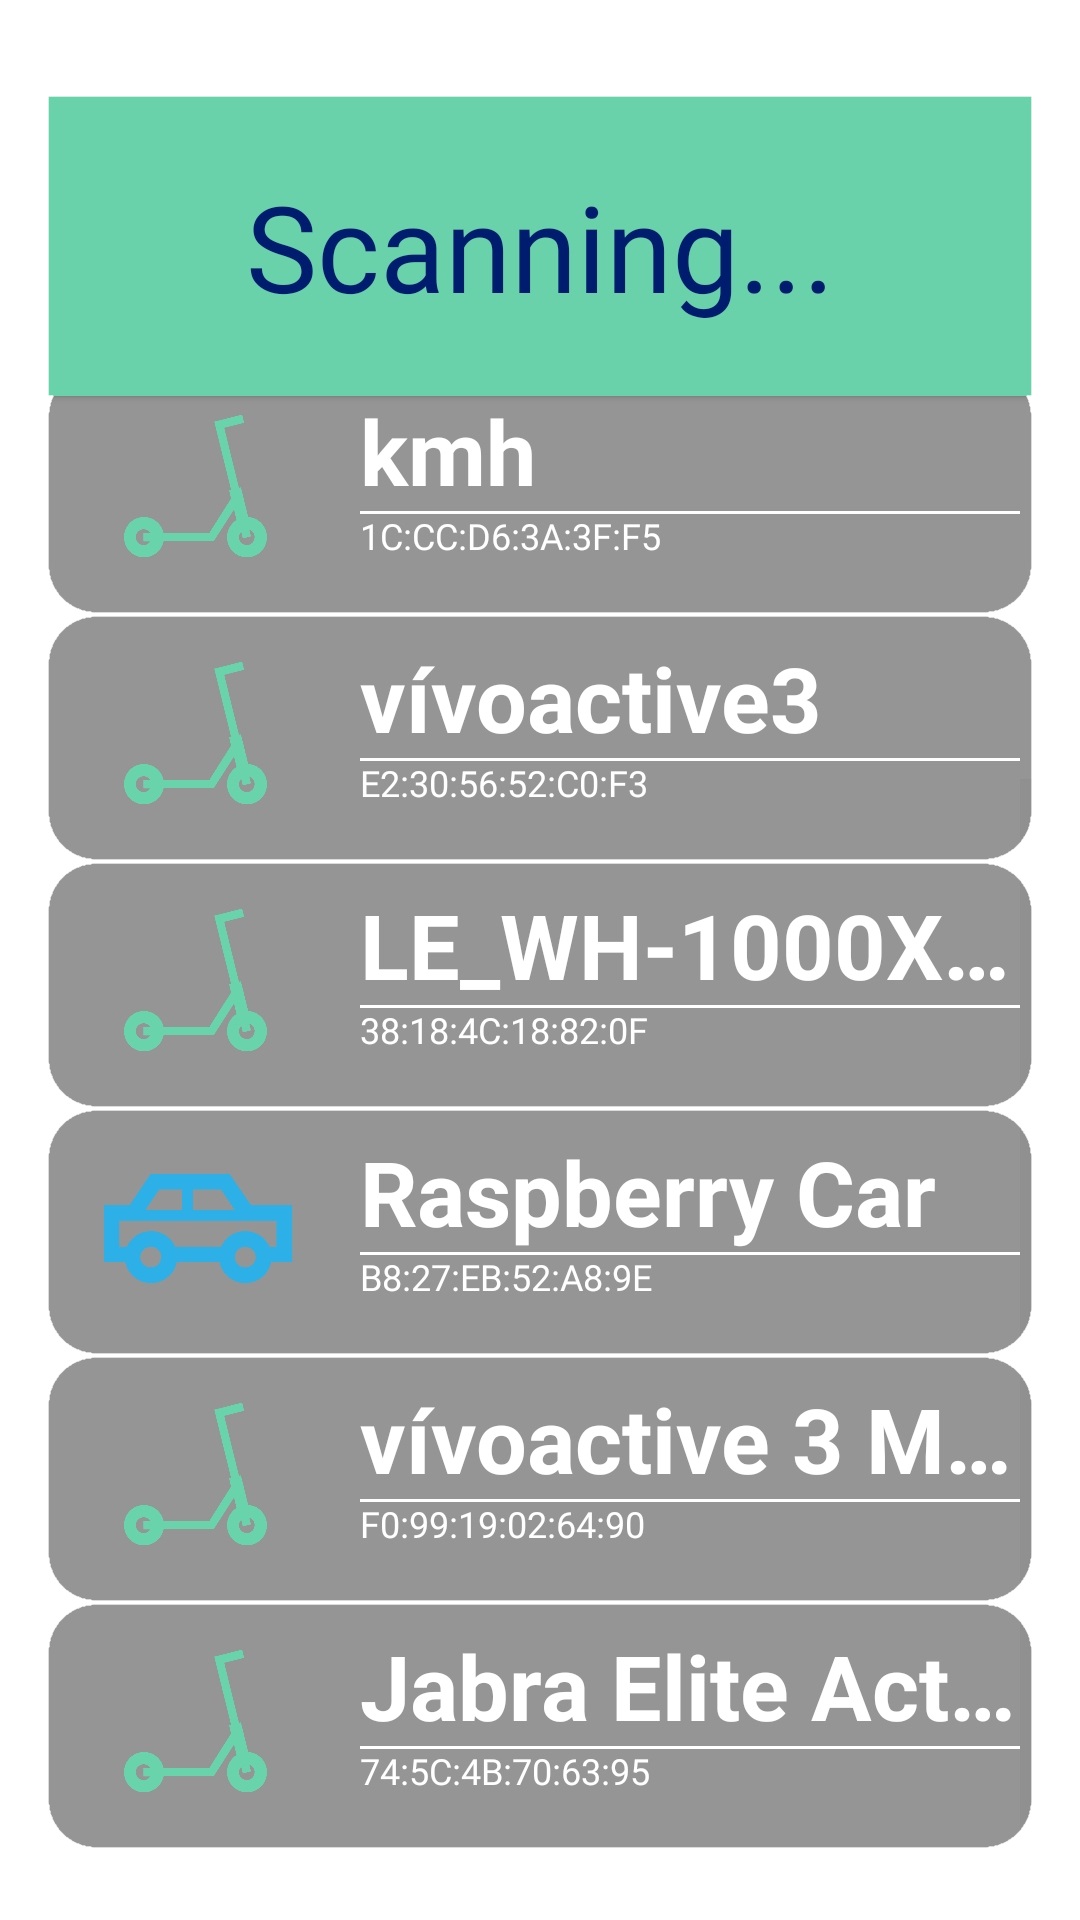 Scanning...
kmh
1C:CC:D6:3A:3F:F5
vívoactive3
E2:30:56:52:C0:F3
LE_WH-1000X...
38:18:4C:18:82:0F
Raspberry Car
B8:27:EB:52:A8:9E
vívoactive 3 M...
F0:99:19:02:64:90
Jabra Elite Act...
74:5C:4B:70:63:95